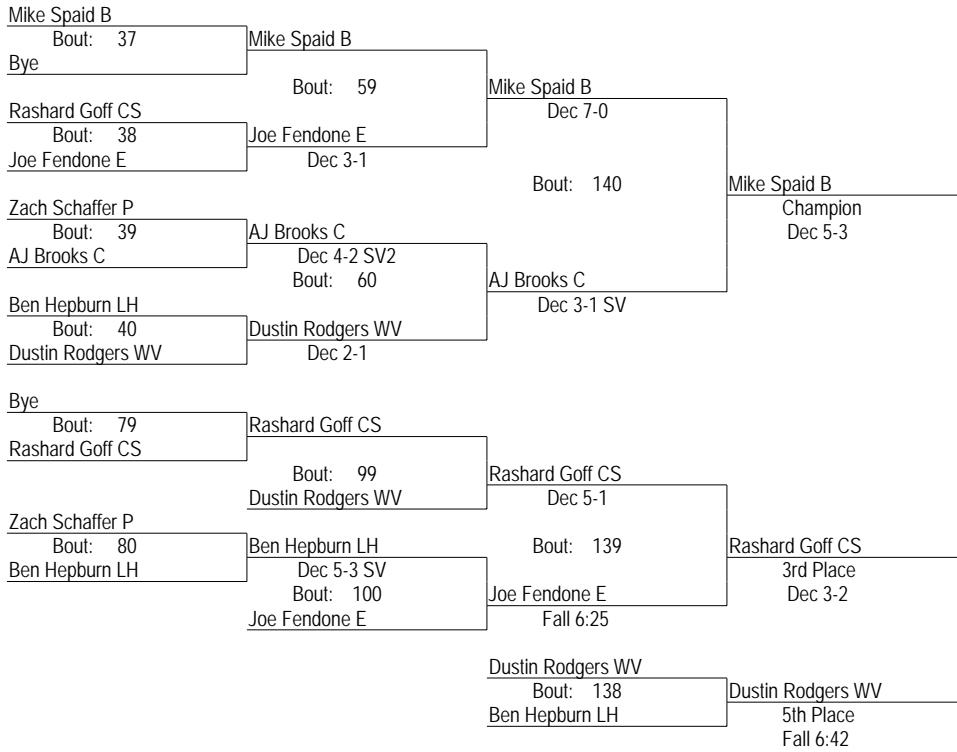 Mike Spaid B
Bout: 37
Mike Spaid B
Bye
Bout: 59
Mike Spaid B
Dec 7-0
Rashard Goff CS
Bout: 38
Joe Fendone E
Joe Fendone E
Dec 3-1
Bout: 140
Mike Spaid B
Champion
Dec 5-3
Zach Schaffer P
Bout: 39
AJ Brooks C
AJ Brooks C
Dec 4-2 SV2
Bout: 60
AJ Brooks C
Dec 3-1 SV
Ben Hepburn LH
Bout: 40
Dustin Rodgers WV
Dustin Rodgers WV
Dec 2-1
Bye
Bout: 79
Rashard Goff CS
Rashard Goff CS
Bout: 99
Rashard Goff CS
Dustin Rodgers WV
Dec 5-1
Zach Schaffer P
Bout: 80
Ben Hepburn LH
Ben Hepburn LH
Dec 5-3 SV
Bout: 139
Rashard Goff CS
3rd Place
Dec 3-2
Bout: 100
Joe Fendone E
Joe Fendone E
Fall 6:25
Dustin Rodgers WV
Bout: 138
Dustin Rodgers WV
Ben Hepburn LH
5th Place
Fall 6:42